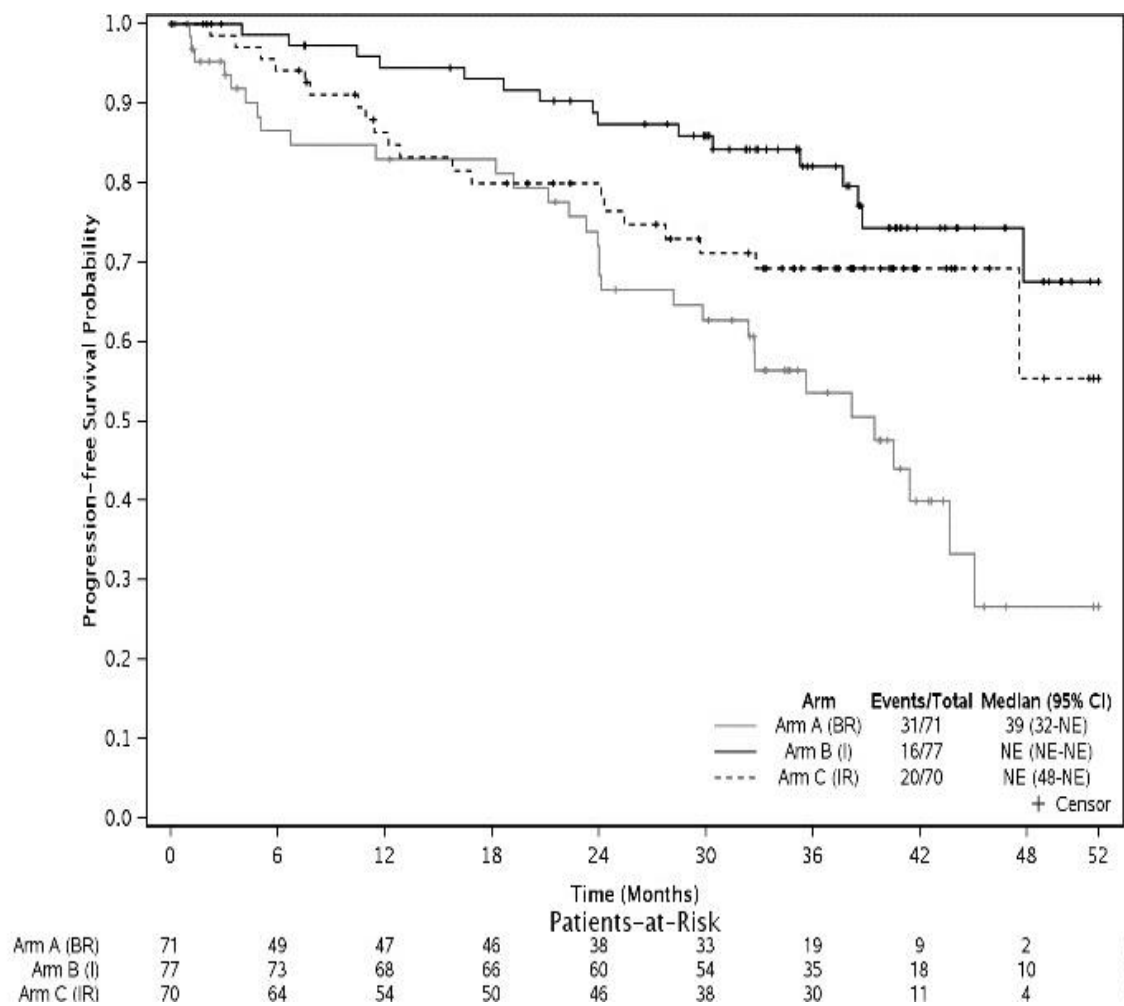 Progression-free Survival Probability
1.0
0.9
0.8
0.7
0.6
0.5
0.4
0.3
0.2
0.1
0.0
Arm Events/Total Median (95% CI)
Arm A (BR) 31/71 39 (32-NE)
Arm B (I) 16/77 NE (NE-NE)
Arm C (IR) 20/70 NE (48-NE)
+ Censor
0 6 12 18 24 30 36 42 48 52
Time (Months)
Patients-at-Risk
Arm A (BR) 71 49 47 46 38 33 19 9 2
Arm B (I) 77 73 68 66 60 54 35 18 10
Arm C (IR) 70 64 54 50 46 38 30 11 4